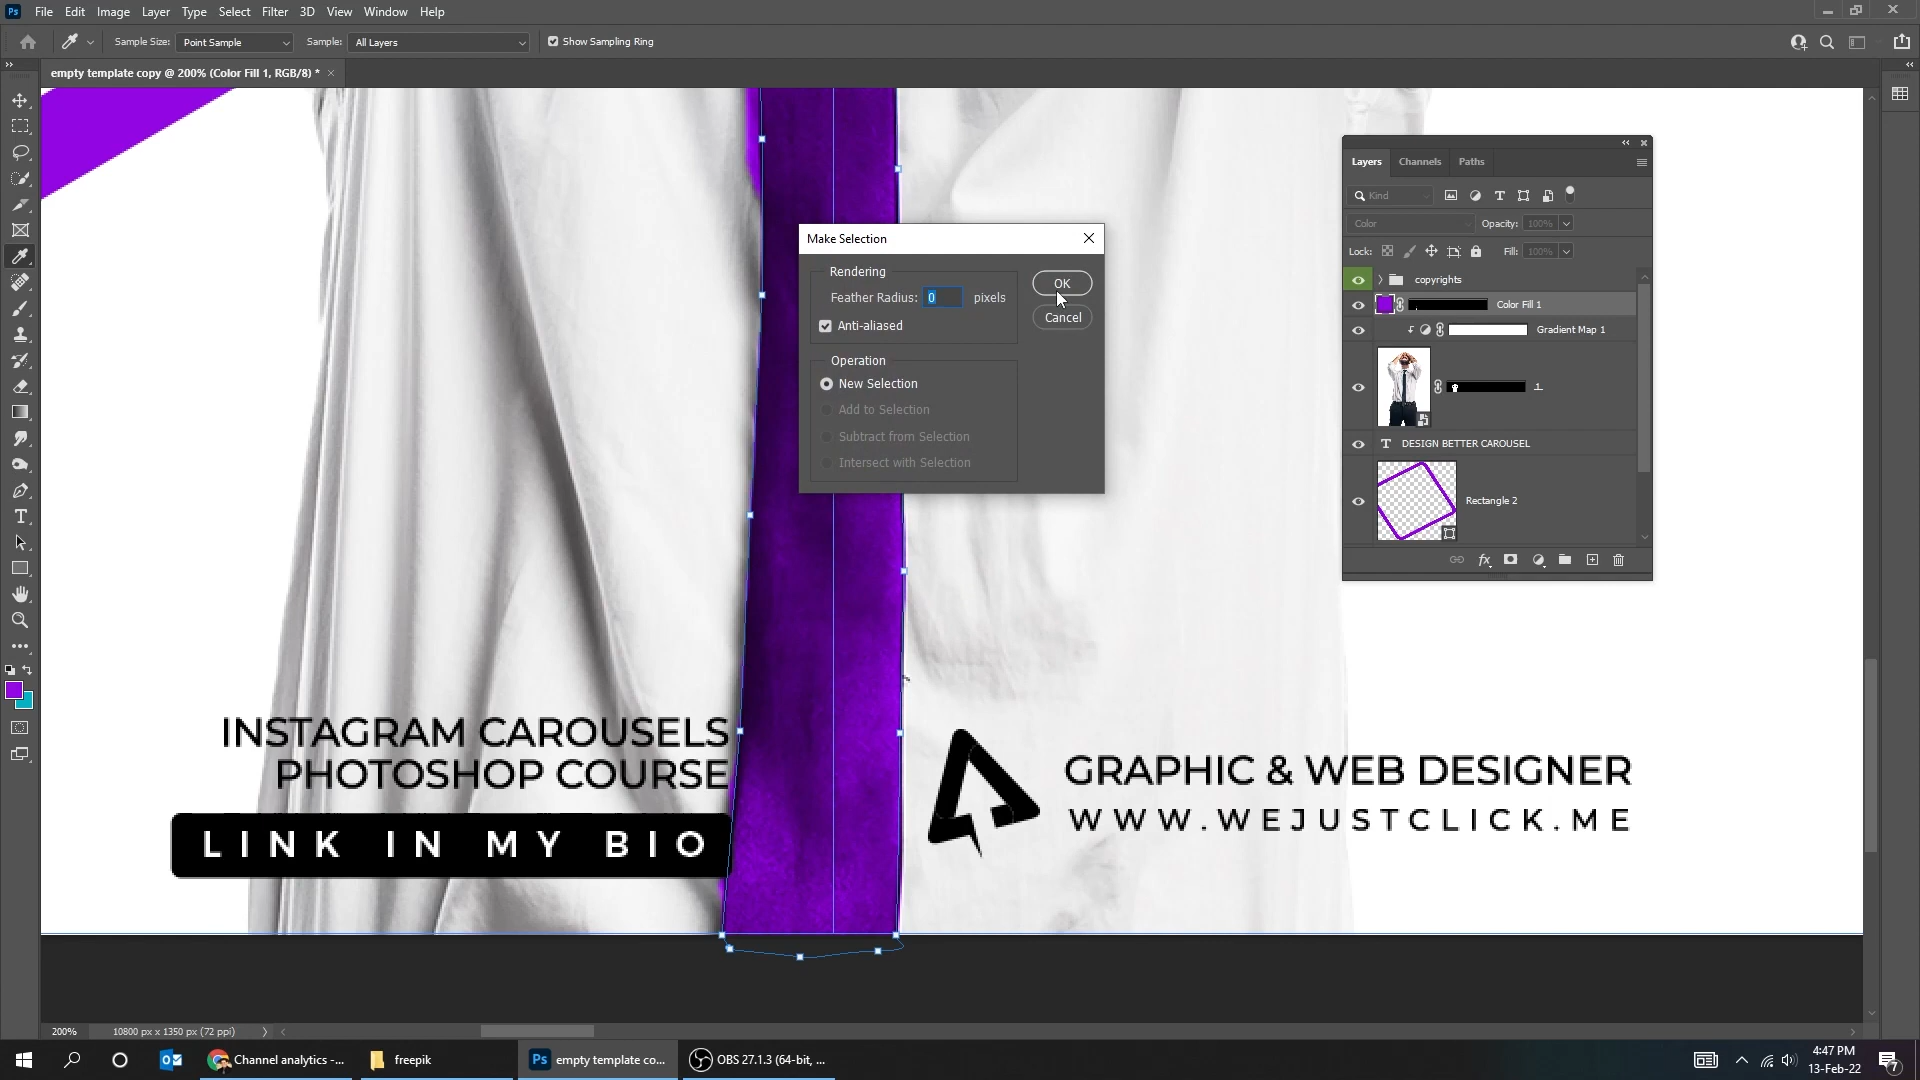 Ps File Edit Image Layer Type Select Filter 3D View Window Help
Sample Size: Point Sample Sample: All Layers Show Sampling Ring
empty template copy @ 200% (Color Fill 1, RGB/8) *
Make Selection
Rendering
Feather Radius: 0 pixels
Anti-aliased
OK
Cancel
Operation
New Selection
Add to Selection
Subtract from Selection
Intersect with Selection
Layers Channels Paths
Kind
Color Opacity: 100%
Lock: Fill: 100%
copyrights
Color Fill 1
Gradient Map 1
1
T DESIGN BETTER CAROUSEL
Rectangle 2
INSTAGRAM CAROUSELS
PHOTOSHOP COURSE
LINK IN MY BIO
GRAPHIC & WEB DESIGNER
WWW.WEJUSTCLICK.ME
200% 10800 px x 1350 px (72 ppi)
Channel analytics -... freepik Ps empty template co... OBS 27.1.3 (64-bit, ...
4:47 PM
13-Feb-22
7